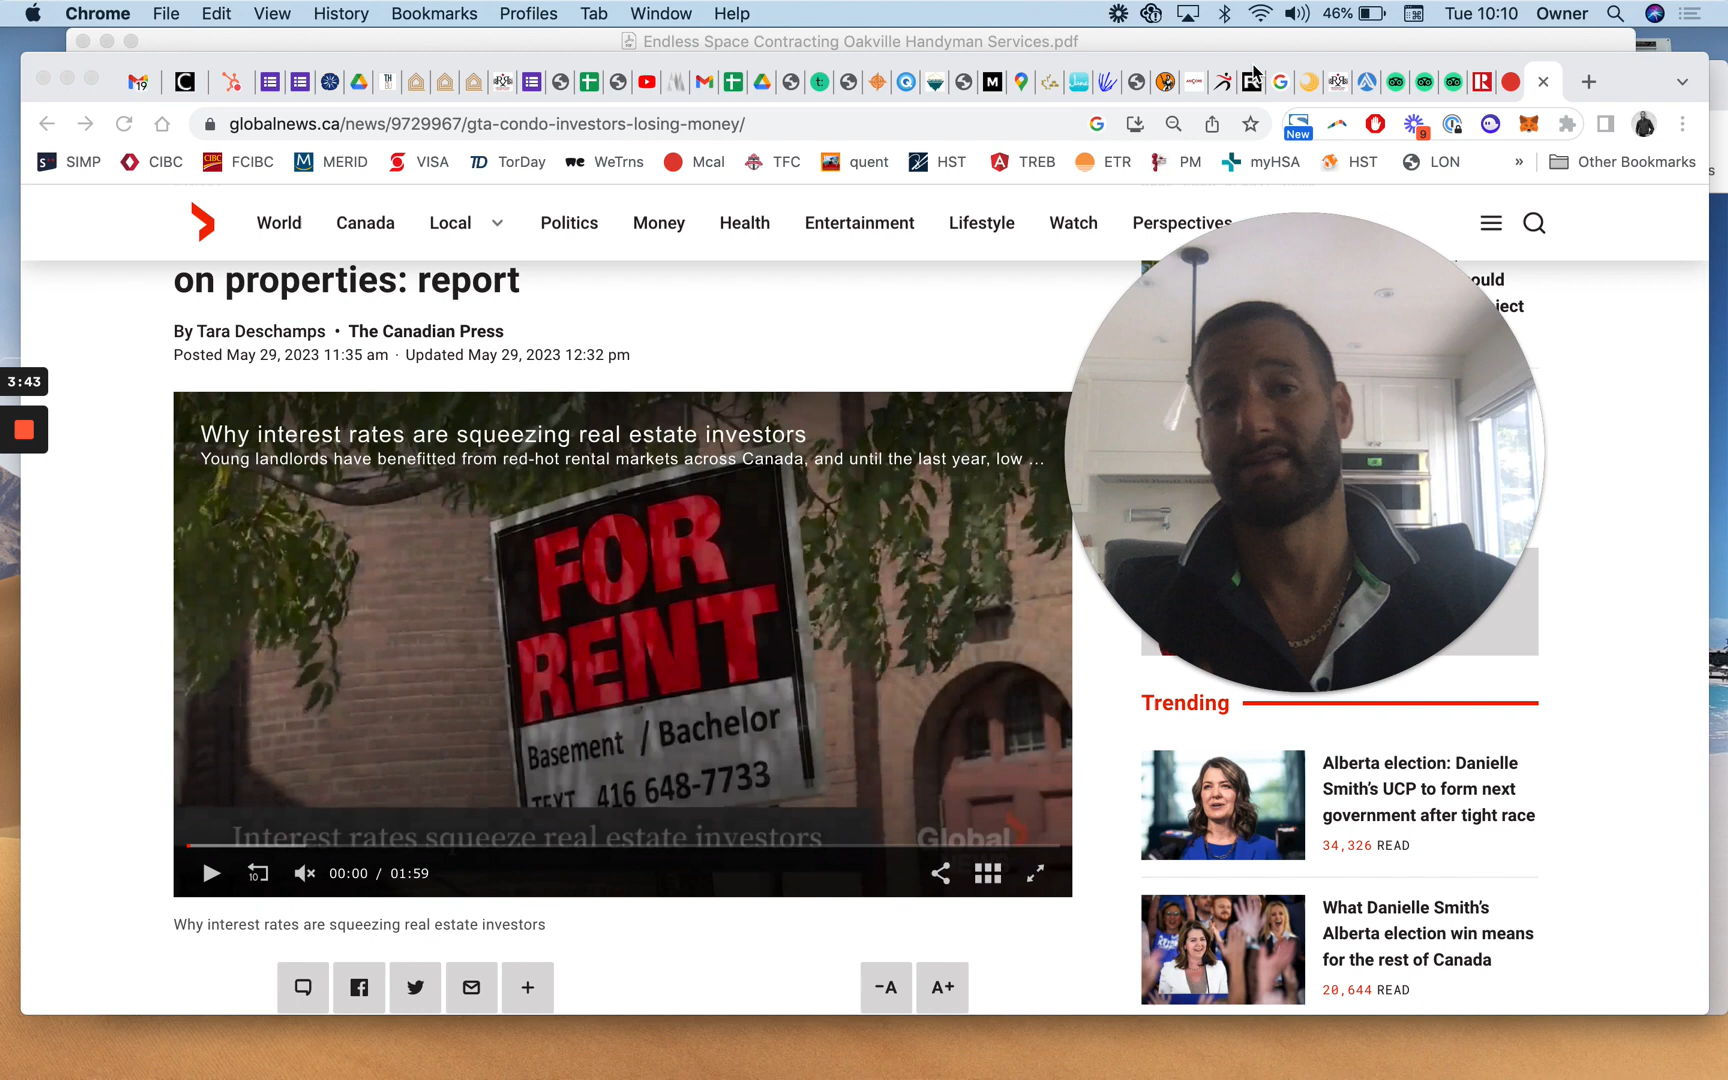 Chrome File Edit View History Bookmarks Profiles Tab Window Help 46% Tue 10:10 Owner
Endless Space Contracting Oakville Handyman Services.pdf
globalnews.ca/news/9729967/gta-condo-investors-losing-money/
New
9
SIMP CIBC FCIBC MERID VISA TorDay WeTrns Mcal TFC quent HST TREB ETR PM myHSA HST LON » Other Bookmarks
World Canada Local Politics Money Health Entertainment Lifestyle Watch Perspectives
on properties: report
By Tara Deschamps • The Canadian Press
Posted May 29, 2023 11:35 am · Updated May 29, 2023 12:32 pm
3:43
Why interest rates are squeezing real estate investors
Young landlords have benefitted from red-hot rental markets across Canada, and until the last year, low ...
FOR
RENT
Basement / Bachelor
TEXT 416 648-7733
Interest rates squeeze real estate investors
Global
00:00 / 01:59
Why interest rates are squeezing real estate investors
-A A+
Trending
Alberta election: Danielle
Smith's UCP to form next
government after tight race
34,326 READ
What Danielle Smith's
Alberta election win means
for the rest of Canada
20,644 READ